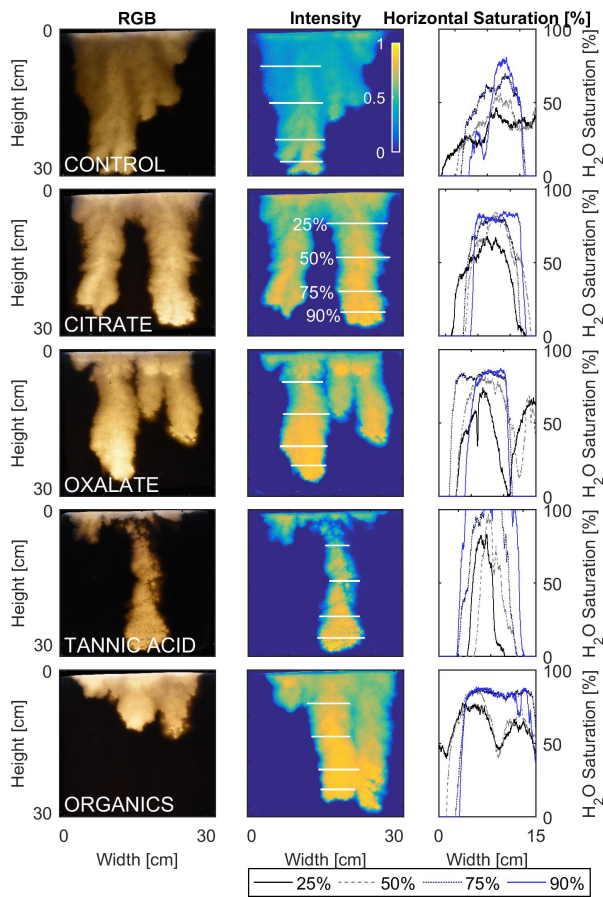 RGB Intensity Horizontal Saturation [%]
0 1 100
Height [cm] 0.5 50 H2O Saturation [%]
0
30 CONTROL 0
0 100
25%
Height [cm] 50% 50 H2O Saturation [%]
75%
90%
30 CITRATE 0
0 100
Height [cm] 50 H2O Saturation [%]
30 OXALATE 0
0 100
Height [cm] 50 H2O Saturation [%]
30 TANNIC ACID 0
0 100
Height [cm] 50 H2O Saturation [%]
30 ORGANICS 0
0 30 0 30 0 15
Width [cm] Width [cm] Width [cm]
25% 50% 75% 90%